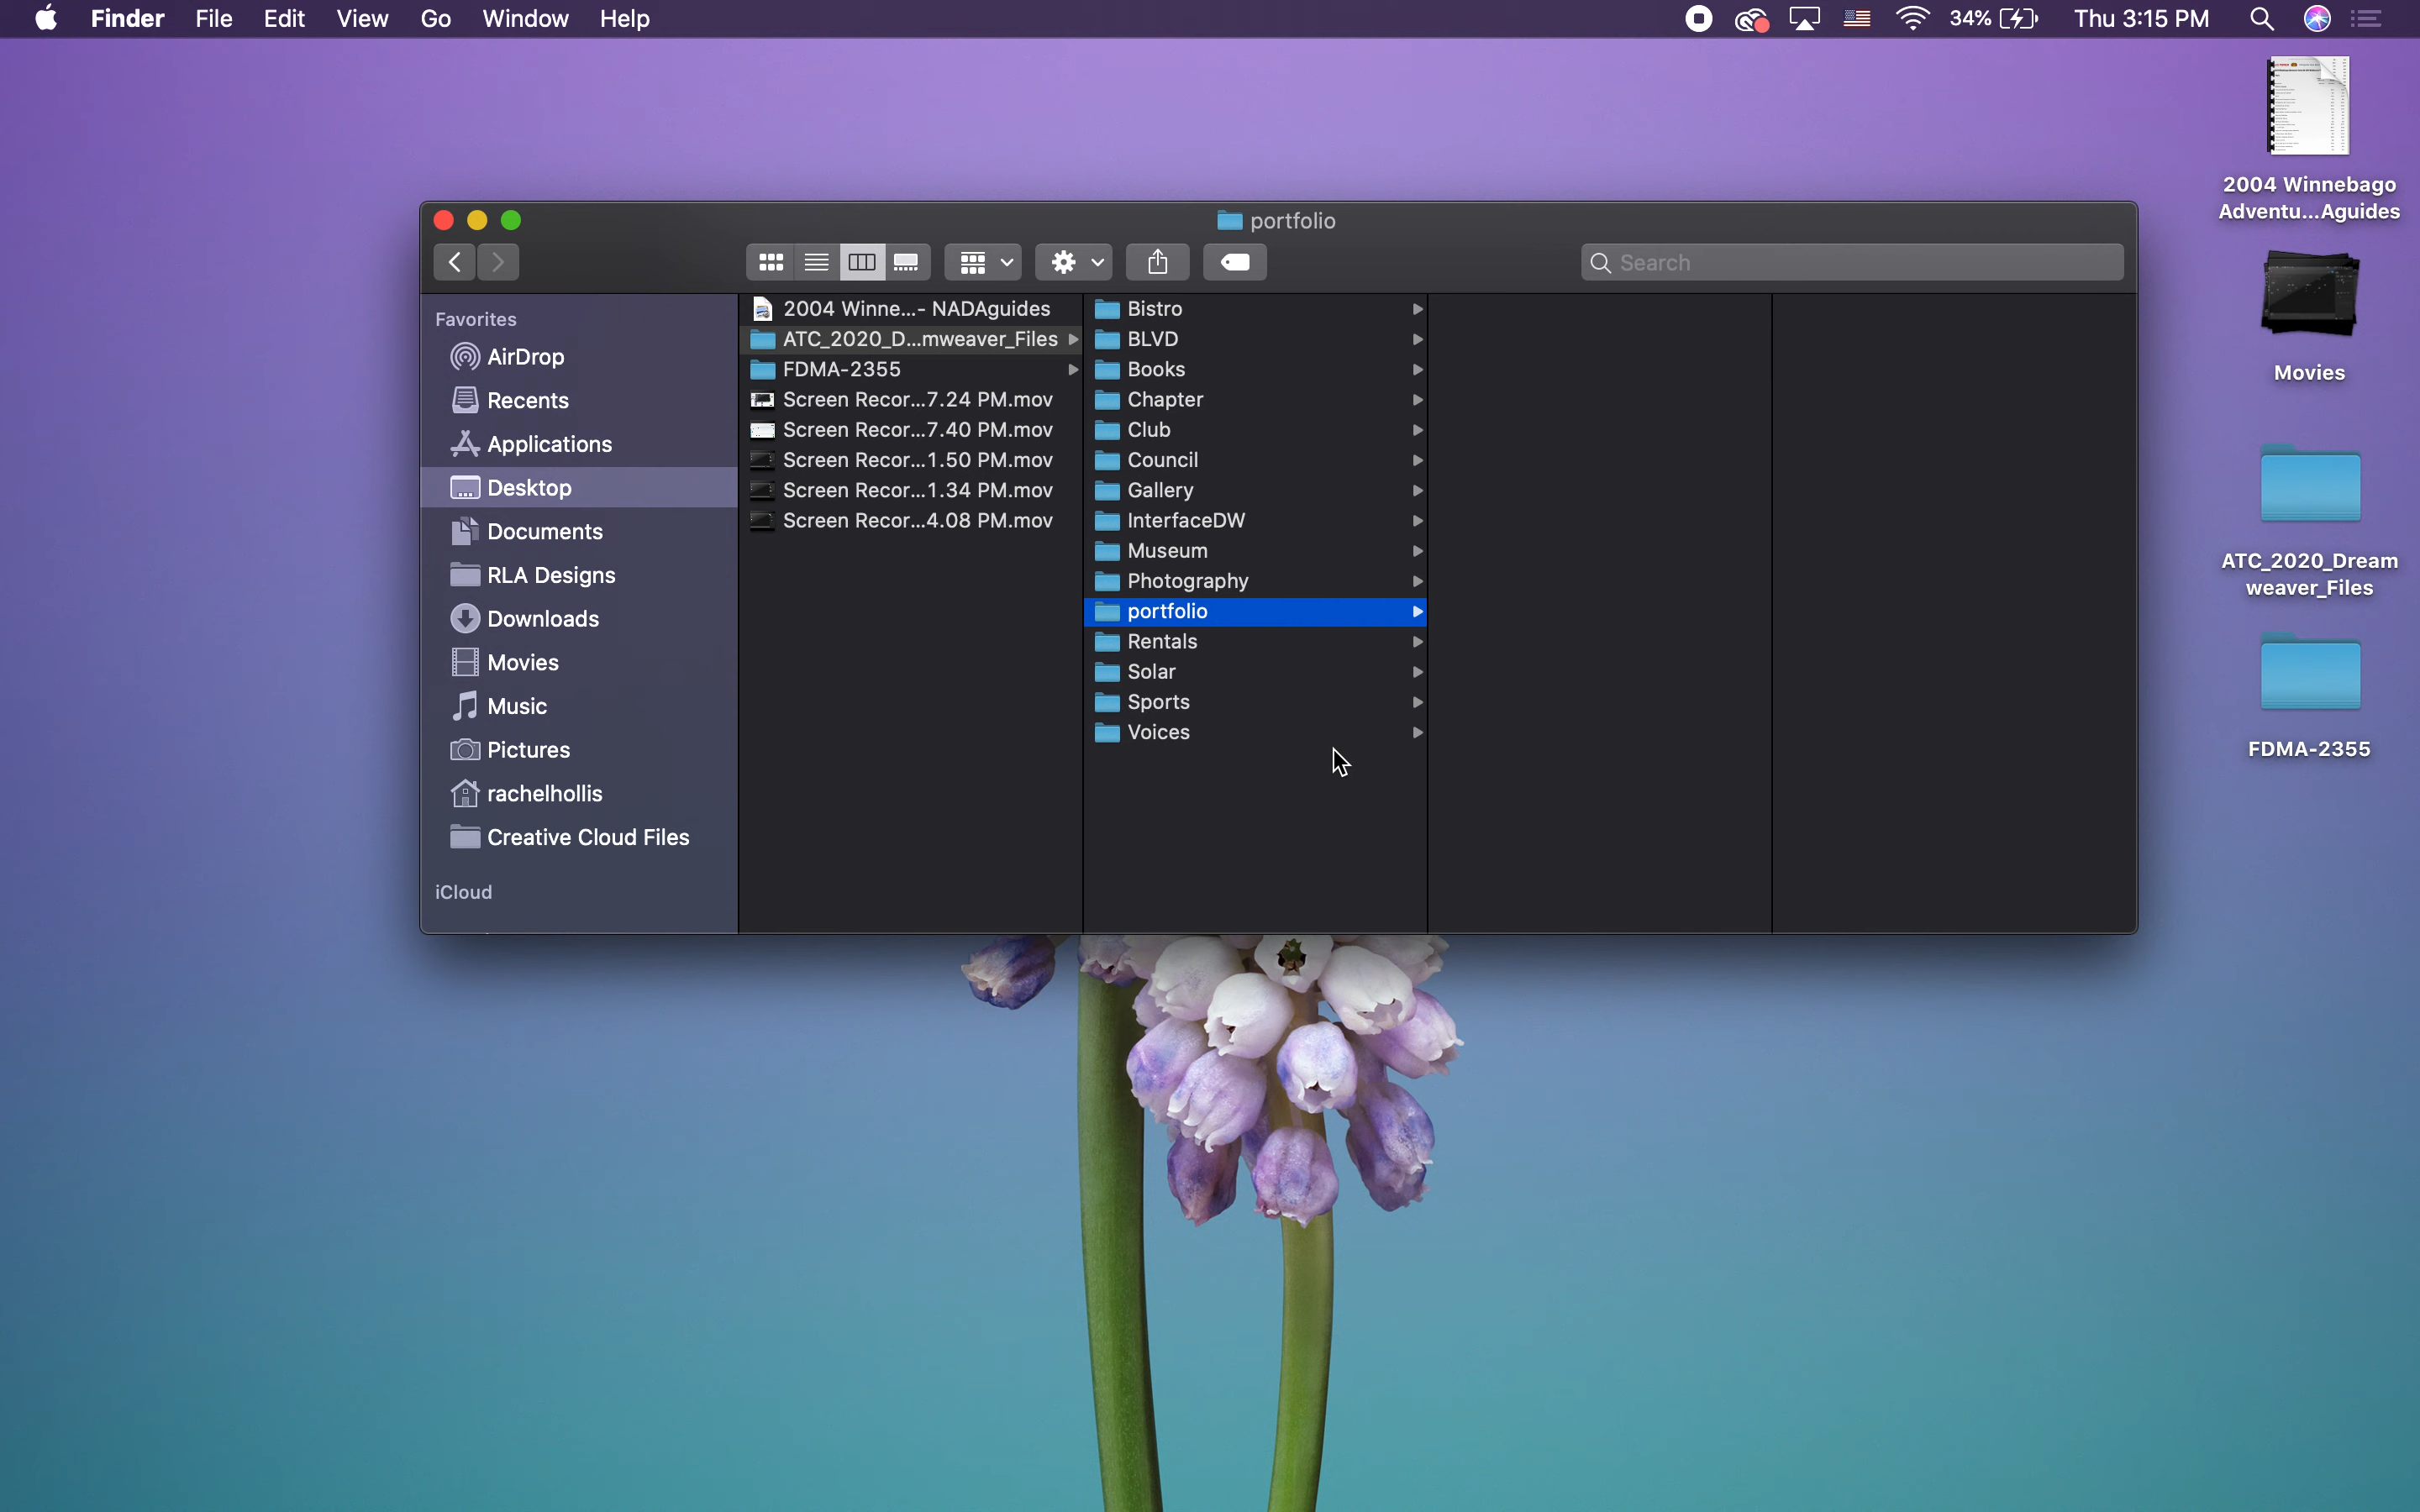 Finder File Edit View Go Window Help
34% Thu 3:15 PM
2004 Winnebago
Adventu...Aguides
Movies
ATC_2020_Dream
weaver_Files
FDMA-2355
portfolio
Search
Favorites
AirDrop
Recents
Applications
Desktop
Documents
RLA Designs
Downloads
Movies
Music
Pictures
rachelhollis
Creative Cloud Files
iCloud
2004 Winne...- NADAguides
ATC_2020_D...mweaver_Files
FDMA-2355
Screen Recor...7.24 PM.mov
Screen Recor...7.40 PM.mov
Screen Recor...1.50 PM.mov
Screen Recor...1.34 PM.mov
Screen Recor...4.08 PM.mov
Bistro
BLVD
Books
Chapter
Club
Council
Gallery
InterfaceDW
Museum
Photography
portfolio
Rentals
Solar
Sports
Voices